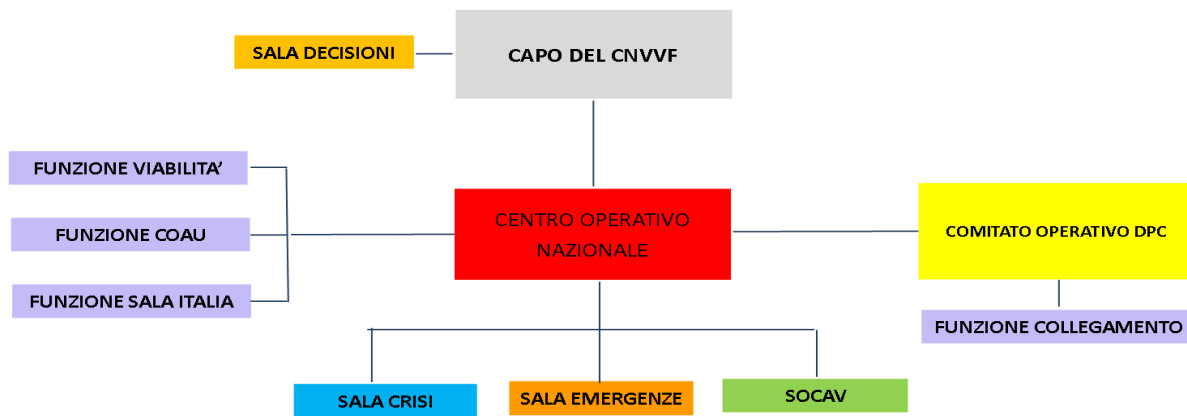 SALA DECISIONI
CAPO DEL CNVVF
FUNZIONE VIABILITA’
FUNZIONE COAU
FUNZIONE SALA ITALIA
CENTRO OPERATIVO
NAZIONALE
COMITATO OPERATIVO DPC
FUNZIONE COLLEGAMENTO
SALA CRISI
SALA EMERGENZE
SOCAV